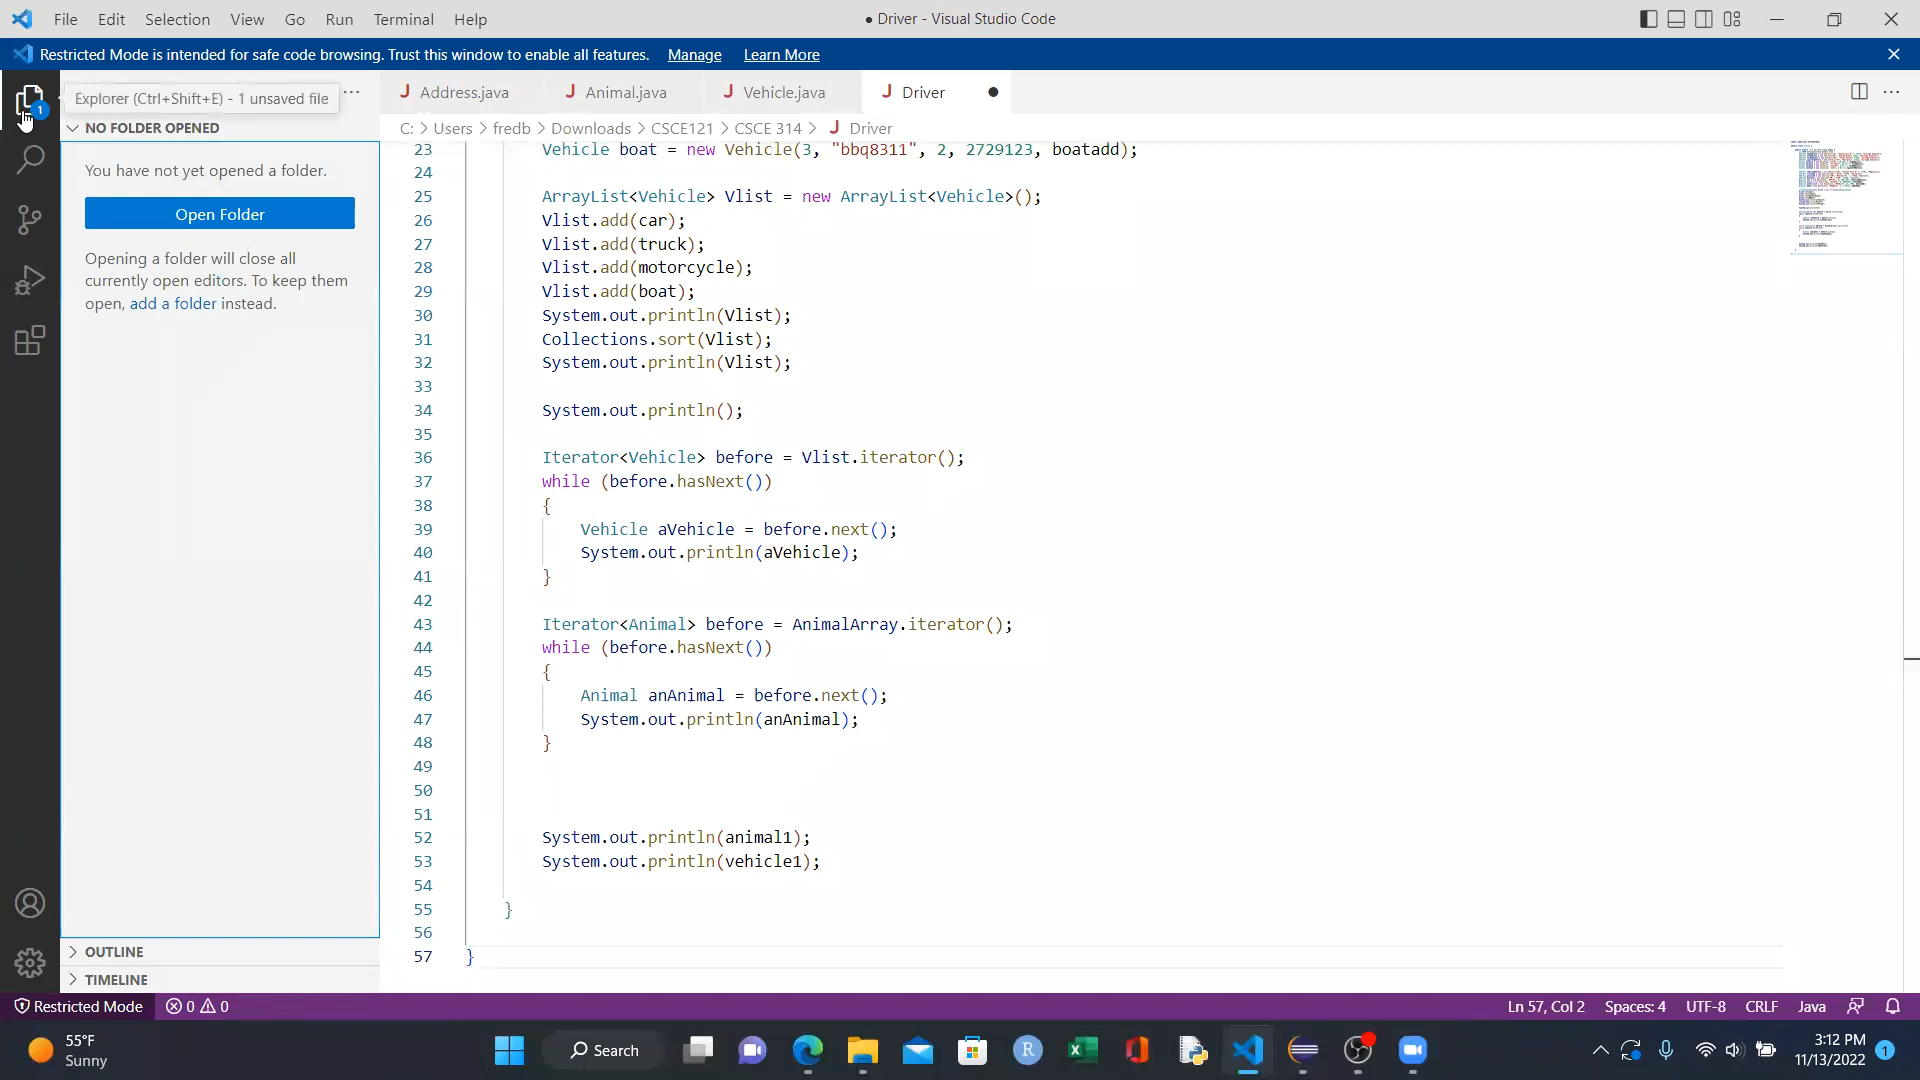 File Edit Selection View Go Run Terminal Help
● Driver - Visual Studio Code
Restricted Mode is intended for safe code browsing. Trust this window to enable all features. Manage Learn More
Explorer (Ctrl+Shift+E) - 1 unsaved file
1
Address.java Animal.java Vehicle.java Driver
NO FOLDER OPENED
C: > Users > fredb > Downloads > CSCE121 > CSCE 314 > Driver
You have not yet opened a folder.
Open Folder
Opening a folder will close all
currently open editors. To keep them
open, add a folder instead.
23 Vehicle boat = new Vehicle(3, "bbq8311", 2, 2729123, boatadd);
24
25 ArrayList<Vehicle> Vlist = new ArrayList<Vehicle>();
26 Vlist.add(car);
27 Vlist.add(truck);
28 Vlist.add(motorcycle);
29 Vlist.add(boat);
30 System.out.println(Vlist);
31 Collections.sort(Vlist);
32 System.out.println(Vlist);
33
34 System.out.println();
35
36 Iterator<Vehicle> before = Vlist.iterator();
37 while (before.hasNext())
38 {
39 Vehicle aVehicle = before.next();
40 System.out.println(aVehicle);
41 }
42
43 Iterator<Animal> before = AnimalArray.iterator();
44 while (before.hasNext())
45 {
46 Animal anAnimal = before.next();
47 System.out.println(anAnimal);
48 }
49
50
51
52 System.out.println(animal1);
53 System.out.println(vehicle1);
54
55 }
56
57 }
OUTLINE
TIMELINE
Restricted Mode 0 0
Ln 57, Col 2 Spaces: 4 UTF-8 CRLF Java
55°F
Sunny
Search
R
3:12 PM
11/13/2022
1